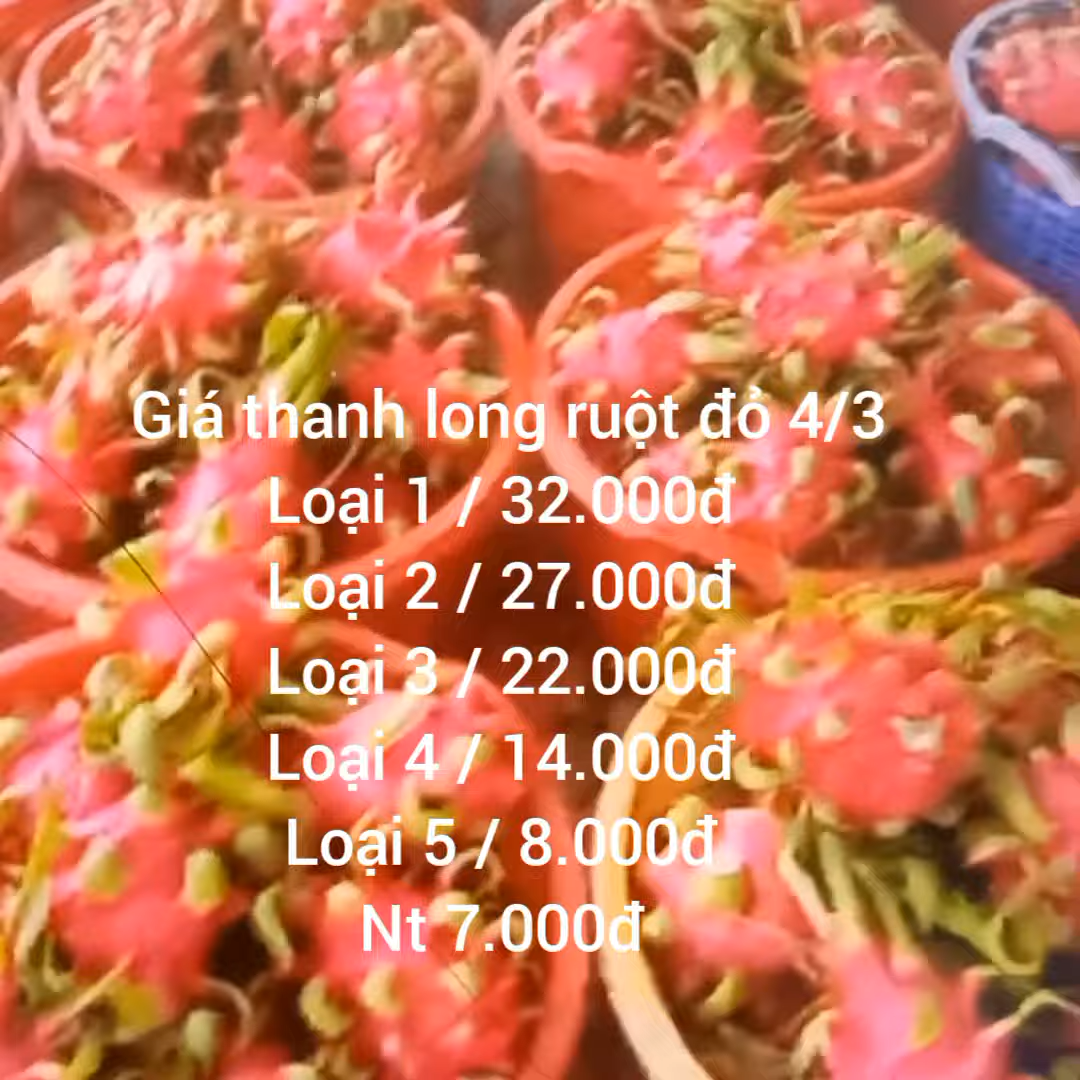 Giá thanh long ruột đỏ 4/3
Loại 1 / 32.000đ
Loại 2 / 27.000đ
Loại 3 / 22.000đ
Loại 4 / 14.000đ
Loại 5 / 8.000đ
Nt 7.000đ